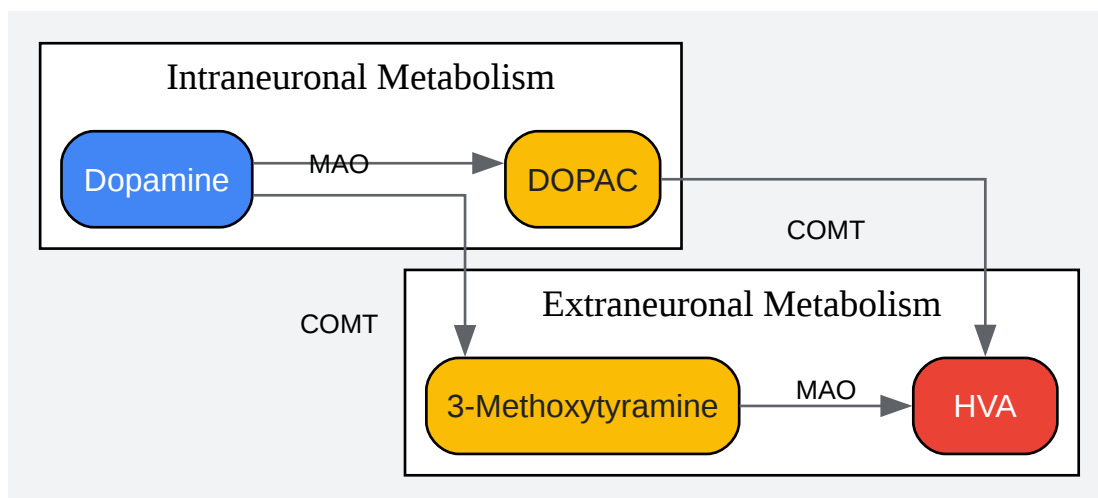 Intraneuronal Metabolism
Dopamine
MAO
DOPAC
COMT
COMT
Extraneuronal Metabolism
3-Methoxytyramine
MAO
HVA